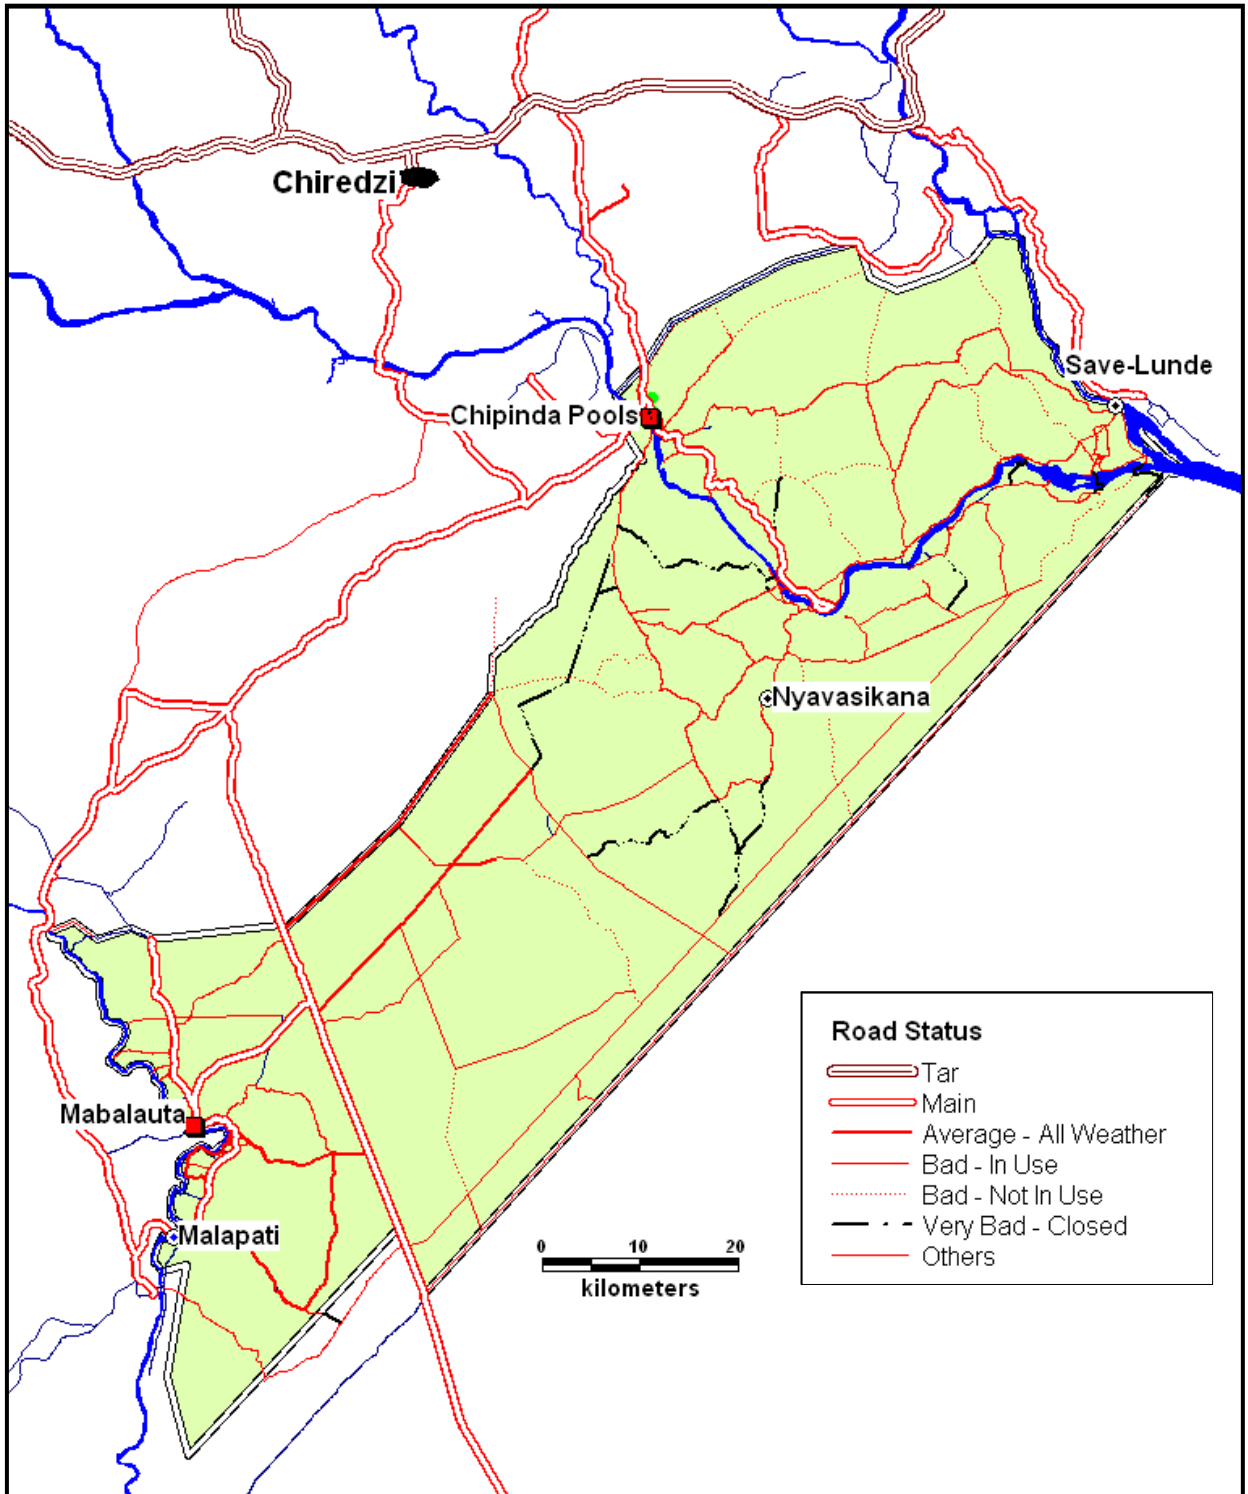 Chiredzi
Save-Lunde
Chipinda Pools
Nyavasikana
Mabalauta
Malapati
0 10 20
kilometers
Road Status
Tar
Main
Average - All Weather
Bad - In Use
Bad - Not In Use
Very Bad - Closed
Others